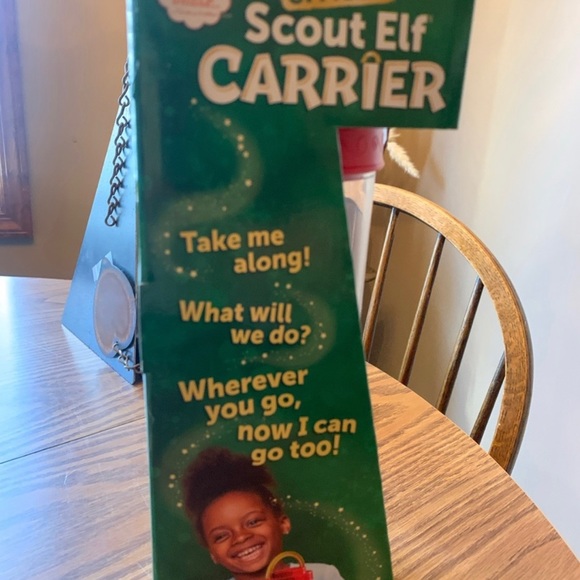 Scout Elf
CARRIER
Take me
along!
What will
we do?
Wherever
you go,
now I can
go too!